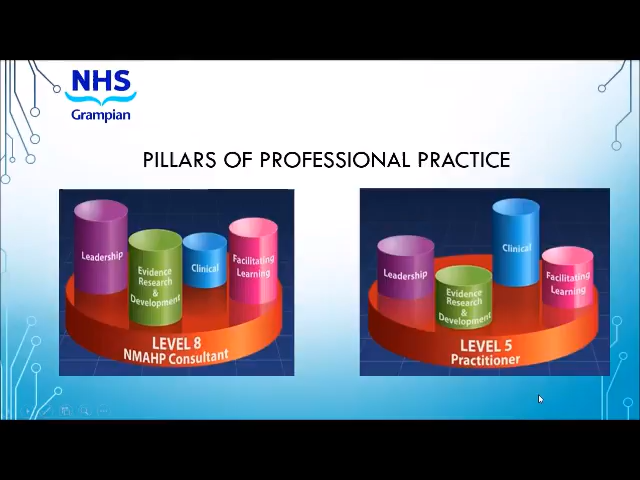 NHS
Grampian
PILLARS OF PROFESSIONAL PRACTICE
Leadership
Evidence
Research
&
Development
Clinical
Facilitating
Learning
LEVEL 8
NMAHP Consultant
Leadership
Evidence
Research
&
Development
Clinical
Facilitating
Learning
LEVEL 5
Practitioner